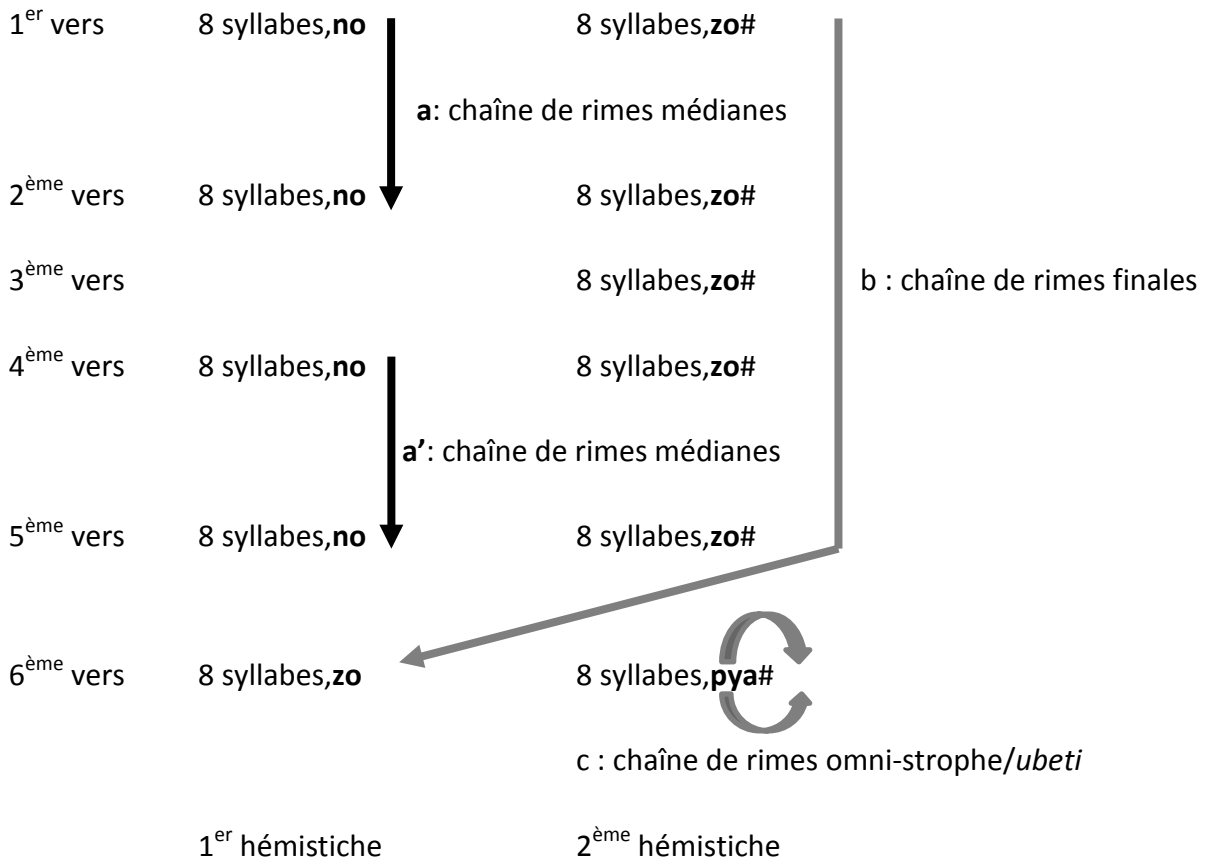 1er vers 8 syllabes,no 8 syllabes,zo#
a: chaîne de rimes médianes
2ème vers 8 syllabes,no 8 syllabes,zo#
3ème vers 8 syllabes,zo# b : chaîne de rimes finales
4ème vers 8 syllabes,no 8 syllabes,zo#
a’: chaîne de rimes médianes
5ème vers 8 syllabes,no 8 syllabes,zo#
6ème vers 8 syllabes,zo 8 syllabes,pya#
c : chaîne de rimes omni-strophe/ubeti
1er hémistiche 2ème hémistiche